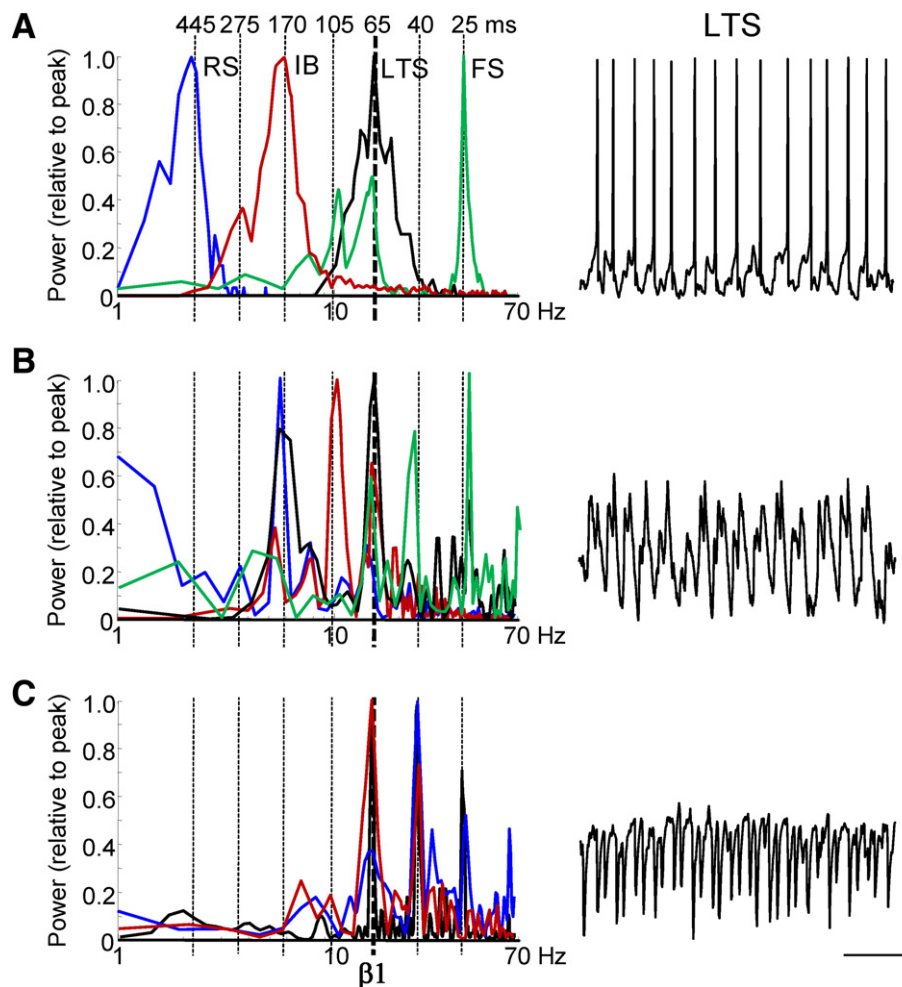 A
445 275 170 105 65 40 25 ms
LTS
Power (relative to peak)
1.0
0.8
0.6
0.4
0.2
0
RS
IB
LTS
FS
1 10 70 Hz
B
Power (relative to peak)
1.0
0.8
0.6
0.4
0.2
0
1 10 70 Hz
C
Power (relative to peak)
1.0
0.8
0.6
0.4
0.2
0
1 10 70 Hz
β1